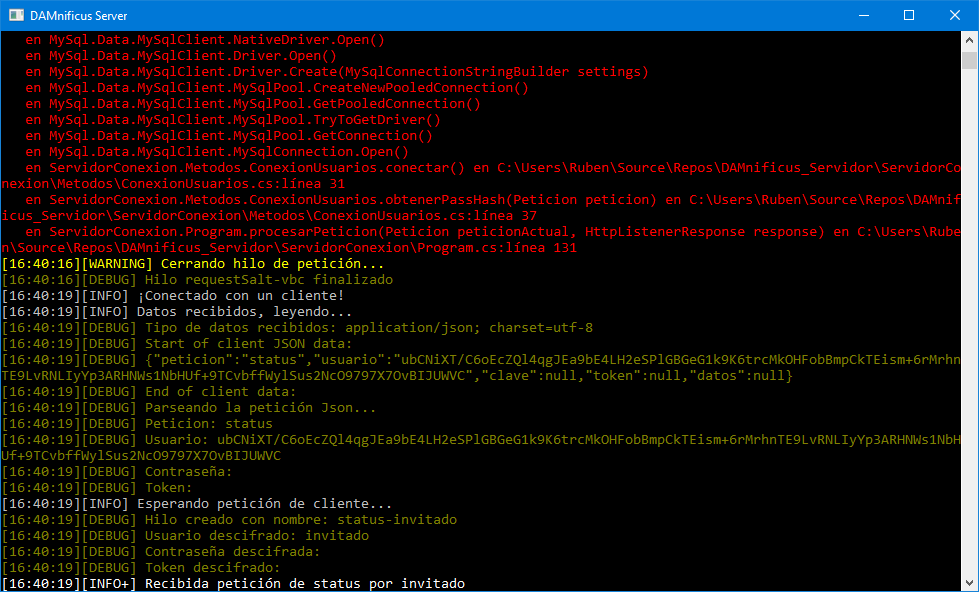 DAMnificus Server
en MySql.Data.MySqlClient.NativeDriver.Open()
en MySql.Data.MySqlClient.Driver.Open()
en MySql.Data.MySqlClient.Driver.Create(MySqlConnectionStringBuilder settings)
en MySql.Data.MySqlClient.MySqlPool.CreateNewPooledConnection()
en MySql.Data.MySqlClient.MySqlPool.GetPooledConnection()
en MySql.Data.MySqlClient.MySqlPool.TryToGetDriver()
en MySql.Data.MySqlClient.MySqlPool.GetConnection()
en MySql.Data.MySqlClient.MySqlConnection.Open()
en ServidorConexion.Metodos.ConexionUsuarios.conectar() en C:\Users\Ruben\Source\Repos\DAMnificus_Servidor\ServidorCo
nexion\Metodos\ConexionUsuarios.cs:línea 31
en ServidorConexion.Metodos.ConexionUsuarios.obtenerPassHash(Peticion peticion) en C:\Users\Ruben\Source\Repos\DAMnif
icus_Servidor\ServidorConexion\Metodos\ConexionUsuarios.cs:línea 37
en ServidorConexion.Program.procesarPeticion(Peticion peticionActual, HttpListenerResponse response) en C:\Users\Rube
n\Source\Repos\DAMnificus_Servidor\ServidorConexion\Program.cs:línea 131
[16:40:16][WARNING] Cerrando hilo de petición...
[16:40:16][DEBUG] Hilo requestSalt-vbc finalizado
[16:40:19][INFO] ¡Conectado con un cliente!
[16:40:19][INFO] Datos recibidos, leyendo...
[16:40:19][DEBUG] Tipo de datos recibidos: application/json; charset=utf-8
[16:40:19][DEBUG] Start of client JSON data:
[16:40:19][DEBUG] {"peticion":"status","usuario":"ubCNiXT/C6oEcZQl4qgJEa9bE4LH2eSPlGBGeG1k9K6trcMkOHFobBmpCkTEism+6rMrhn
TE9LvRNLIyYp3ARHNWs1NbHUf+9TCvbffWylSus2NcO9797X7OvBIJUWVC","clave":null,"token":null,"datos":null}
[16:40:19][DEBUG] End of client data:
[16:40:19][DEBUG] Parseando la petición Json...
[16:40:19][DEBUG] Peticion: status
[16:40:19][DEBUG] Usuario: ubCNiXT/C6oEcZQl4qgJEa9bE4LH2eSPlGBGeG1k9K6trcMkOHFobBmpCkTEism+6rMrhnTE9LvRNLIyYp3ARHNWs1NbH
Uf+9TCvbffWylSus2NcO9797X7OvBIJUWVC
[16:40:19][DEBUG] Contraseña:
[16:40:19][DEBUG] Token:
[16:40:19][INFO] Esperando petición de cliente...
[16:40:19][DEBUG] Hilo creado con nombre: status-invitado
[16:40:19][DEBUG] Usuario descifrado: invitado
[16:40:19][DEBUG] Contraseña descifrada:
[16:40:19][DEBUG] Token descifrado:
[16:40:19][INFO+] Recibida petición de status por invitado